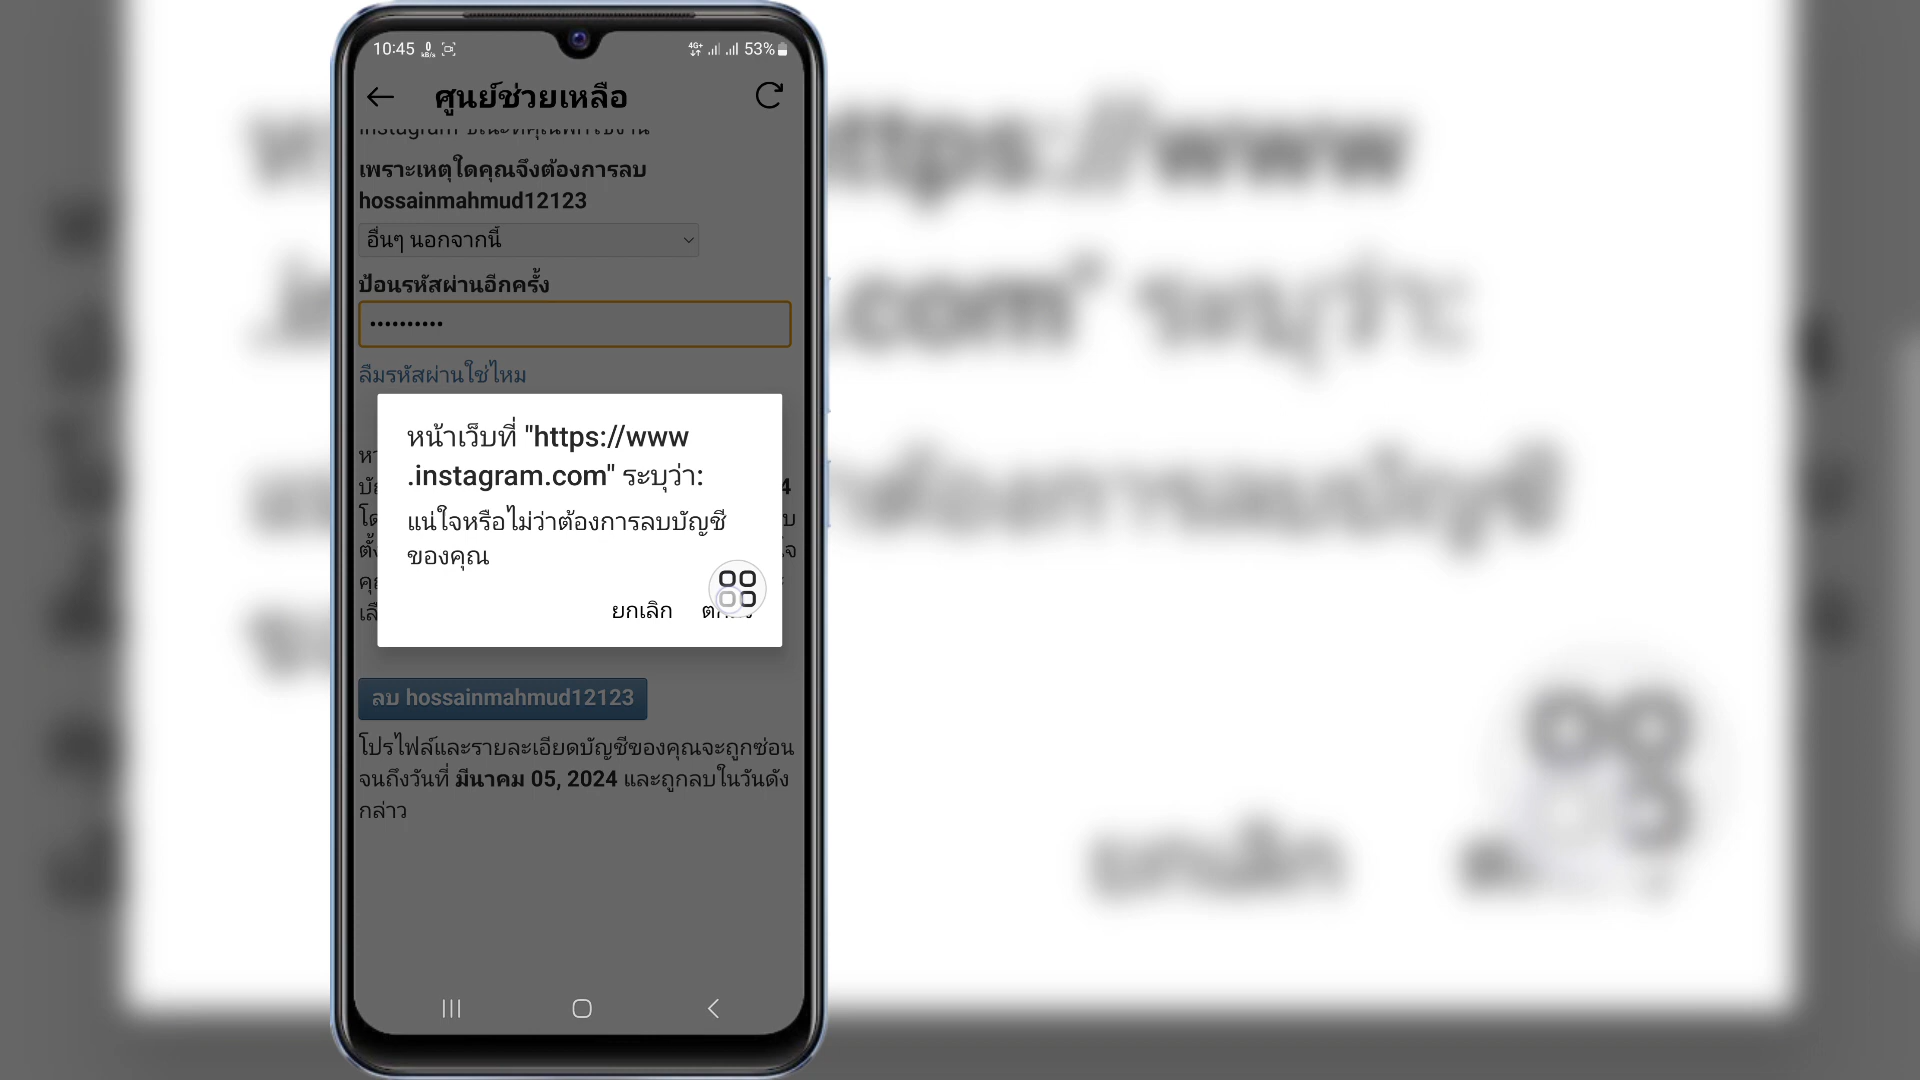 10:45
0
kB/s
4G+
53%
ศูนย์ช่วยเหลือ
เพราะเหตุใดคุณจึงต้องการลบ
hossainmahmud12123
อื่นๆ นอกจากนี้
ป้อนรหัสผ่านอีกครั้ง
••••••••••
ลืมรหัสผ่านใช่ไหม
หน้าเว็บที่ "https://www
.instagram.com" ระบุว่า:
แน่ใจหรือไม่ว่าต้องการลบบัญชี
ของคุณ
ยกเลิก
ลบ hossainmahmud12123
โปรไฟล์และรายละเอียดบัญชีของคุณจะถูกซ่อน
จนถึงวันที่ มีนาคม 05, 2024 และถูกลบในวันดัง
กล่าว